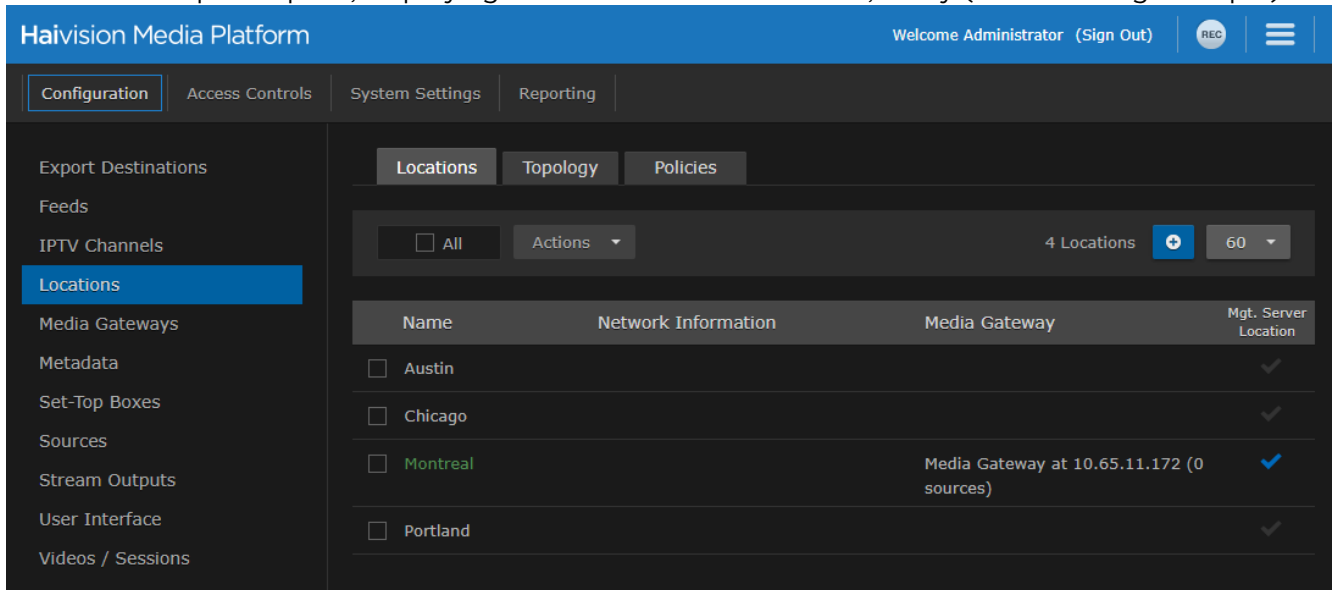 Haivision Media Platform
Welcome Administrator (Sign Out)
REC
Configuration
Access Controls
System Settings
Reporting
Export Destinations
Feeds
IPTV Channels
Locations
Media Gateways
Metadata
Set-Top Boxes
Sources
Stream Outputs
User Interface
Videos / Sessions
Locations
Topology
Policies
All
Actions
4 Locations
60
Name
Network Information
Media Gateway
Mgt. Server
Location
Austin
Chicago
Montreal
Media Gateway at 10.65.11.172 (0
sources)
Portland